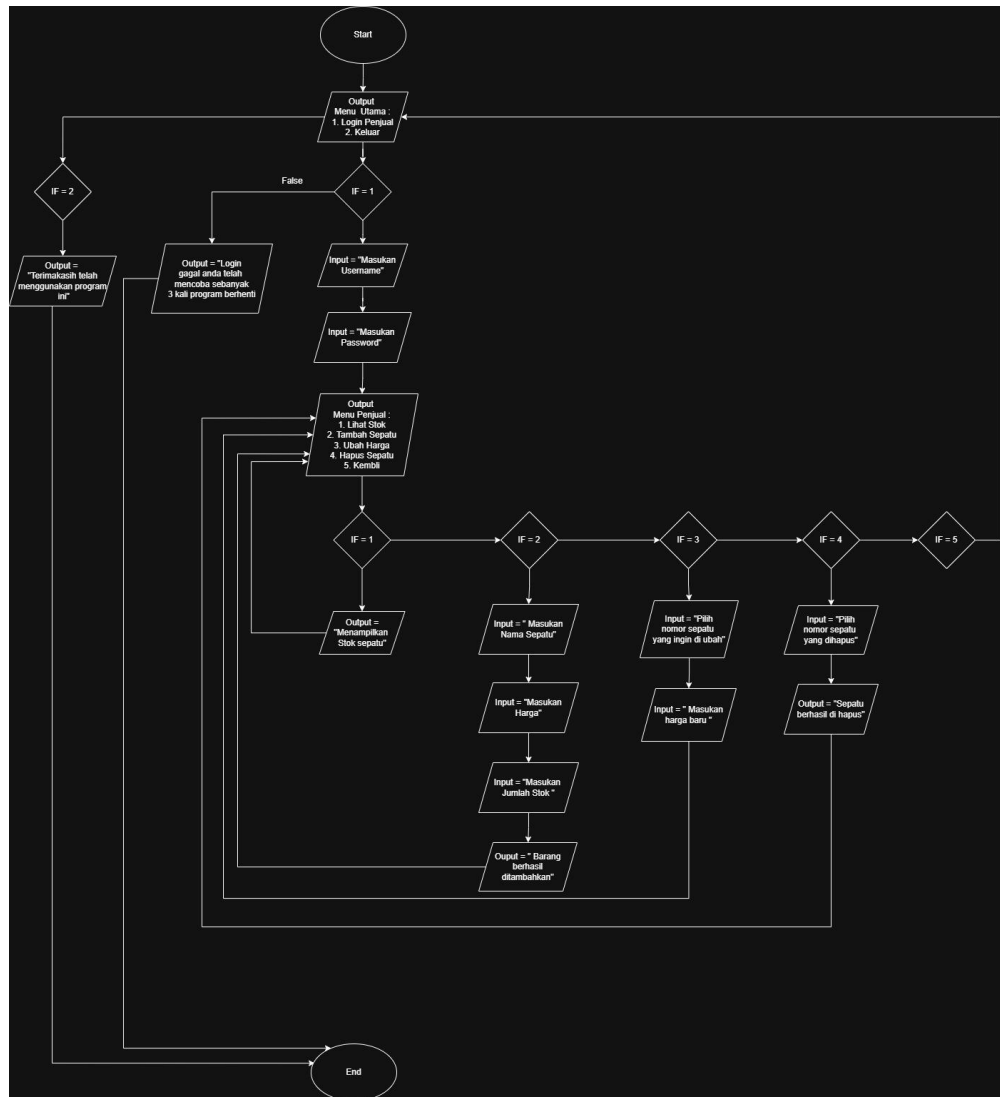 Start
Output
Menu Utama :
1. Login Penjual
2. Keluar
IF = 2
False
IF = 1
Output =
"Terimakasih telah
menggunakan program
ini"
Output = "Login
gagal anda telah
mencoba sebanyak
3 kali program berhenti
Input = "Masukan
Username"
Input = "Masukan
Password"
Output
Menu Penjual :
1. Lihat Stok
2. Tambah Sepatu
3. Ubah Harga
4. Hapus Sepatu
5. Kembli
IF = 1
IF = 2
IF = 3
IF = 4
IF = 5
Output =
"Menampilkan
Stok sepatu"
Input = " Masukan
Nama Sepatu"
Input = "Pilih
nomor sepatu
yang ingin di ubah"
Input = "Pilih
nomor sepatu
yang dihapus"
Input = "Masukan
Harga"
Input = " Masukan
harga baru "
Output = "Sepatu
berhasil di hapus"
Input = "Masukan
Jumlah Stok "
Ouput = " Barang
berhasil
ditambahkan"
End